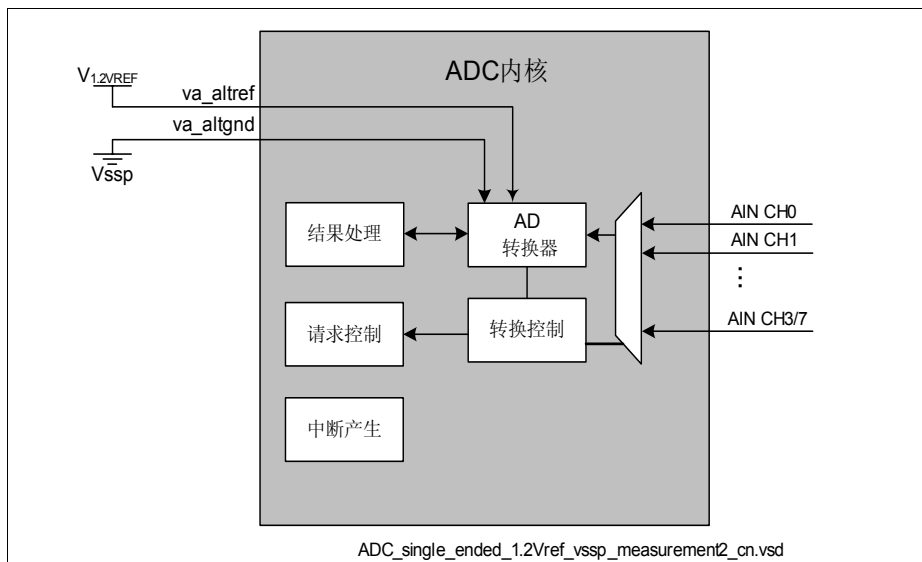 ADC内核
V1.2VREF
va_altref
va_altgnd
Vssp
结果处理
AD
转换器
AIN CH0
AIN CH1
⋮
AIN CH3/7
请求控制
转换控制
中断产生
ADC_single_ended_1.2Vref_vssp_measurement2_cn.vsd